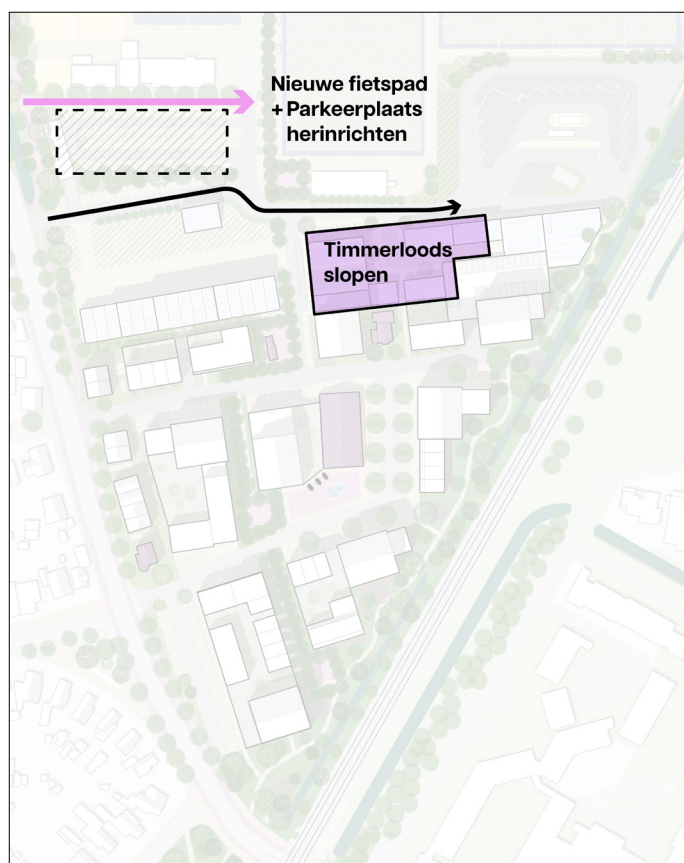 Nieuwe fietspad
+ Parkeerplaats
herinrichten
Timmerloods
slopen